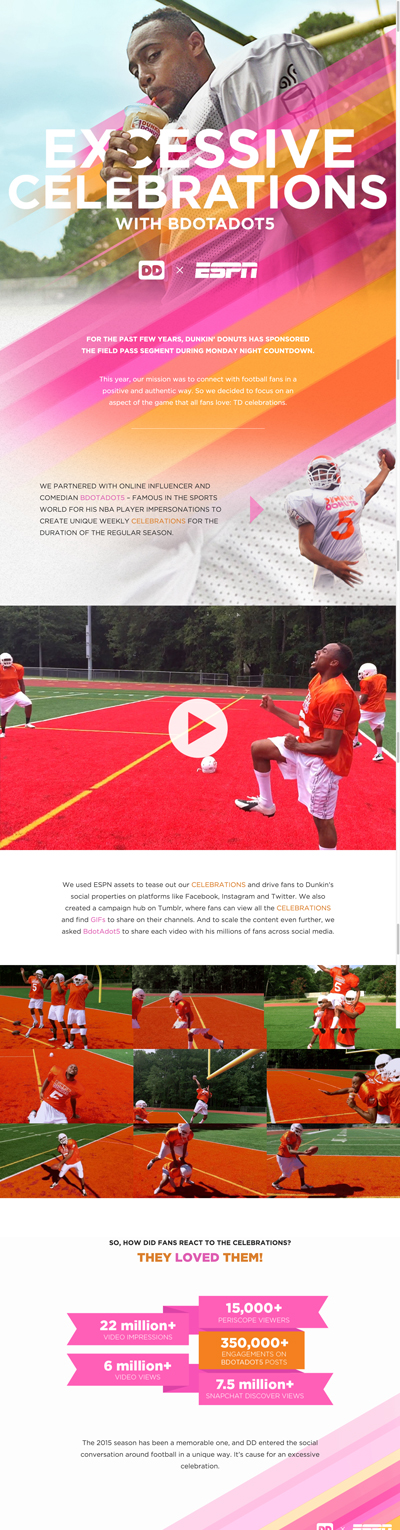 EXCESSIVE
CELEBRATIONS
WITH BDOTADOT5
DD × ESPN
FOR THE PAST FEW YEARS, DUNKIN' DONUTS HAS SPONSORED
THE FIELD PASS SEGMENT DURING MONDAY NIGHT COUNTDOWN.
This year, our mission was to connect with football fans in a
positive and authentic way. So we decided to focus on an
aspect of the game that all fans love: TD celebrations.
WE PARTNERED WITH ONLINE INFLUENCER AND
COMEDIAN BDOTADOT5 – FAMOUS IN THE SPORTS
WORLD FOR HIS NBA PLAYER IMPERSONATIONS TO
CREATE UNIQUE WEEKLY CELEBRATIONS FOR THE
DURATION OF THE REGULAR SEASON.
DONUTS
5
We used ESPN assets to tease out our CELEBRATIONS and drive fans to Dunkin's
social properties on platforms like Facebook, Instagram and Twitter. We also
created a campaign hub on Tumblr, where fans can view all the CELEBRATIONS
and find GIFs to share on their channels. And to scale the content even further, we
asked BdotAdot5 to share each video with his millions of fans across social media.
SO, HOW DID FANS REACT TO THE CELEBRATIONS?
THEY LOVED THEM!
15,000+
PERISCOPE VIEWERS
22 million+
VIDEO IMPRESSIONS
350,000+
ENGAGEMENTS ON
BDOTADOTS POSTS
6 million+
VIDEO VIEWS
7.5 million+
SNAPCHAT DISCOVER VIEWS
The 2015 season has been a memorable one, and DD entered the social
conversation around football in a unique way. It's cause for an excessive
celebration.
DD × ESPN